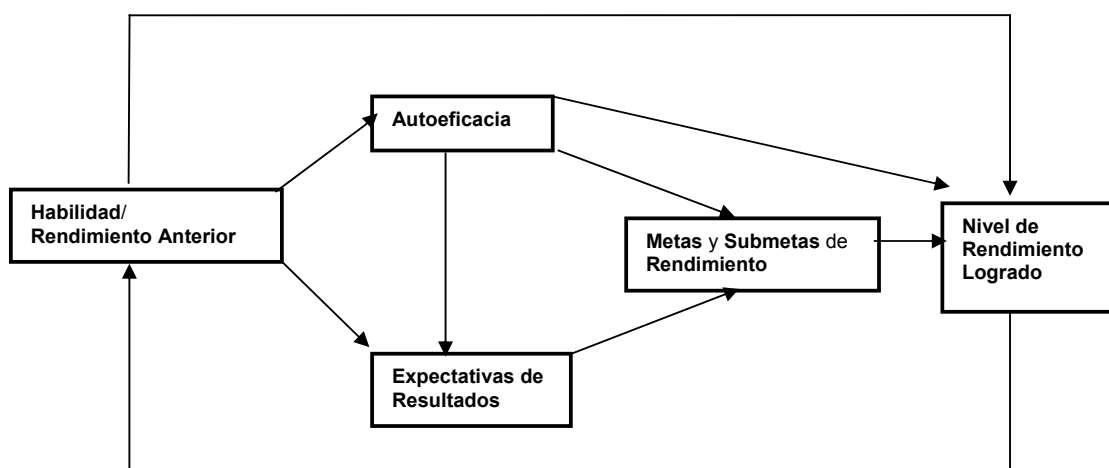 Autoeficacia
Habilidad/
Rendimiento Anterior
Metas y Submetas de
Rendimiento
Nivel de
Rendimiento
Logrado
Expectativas de
Resultados